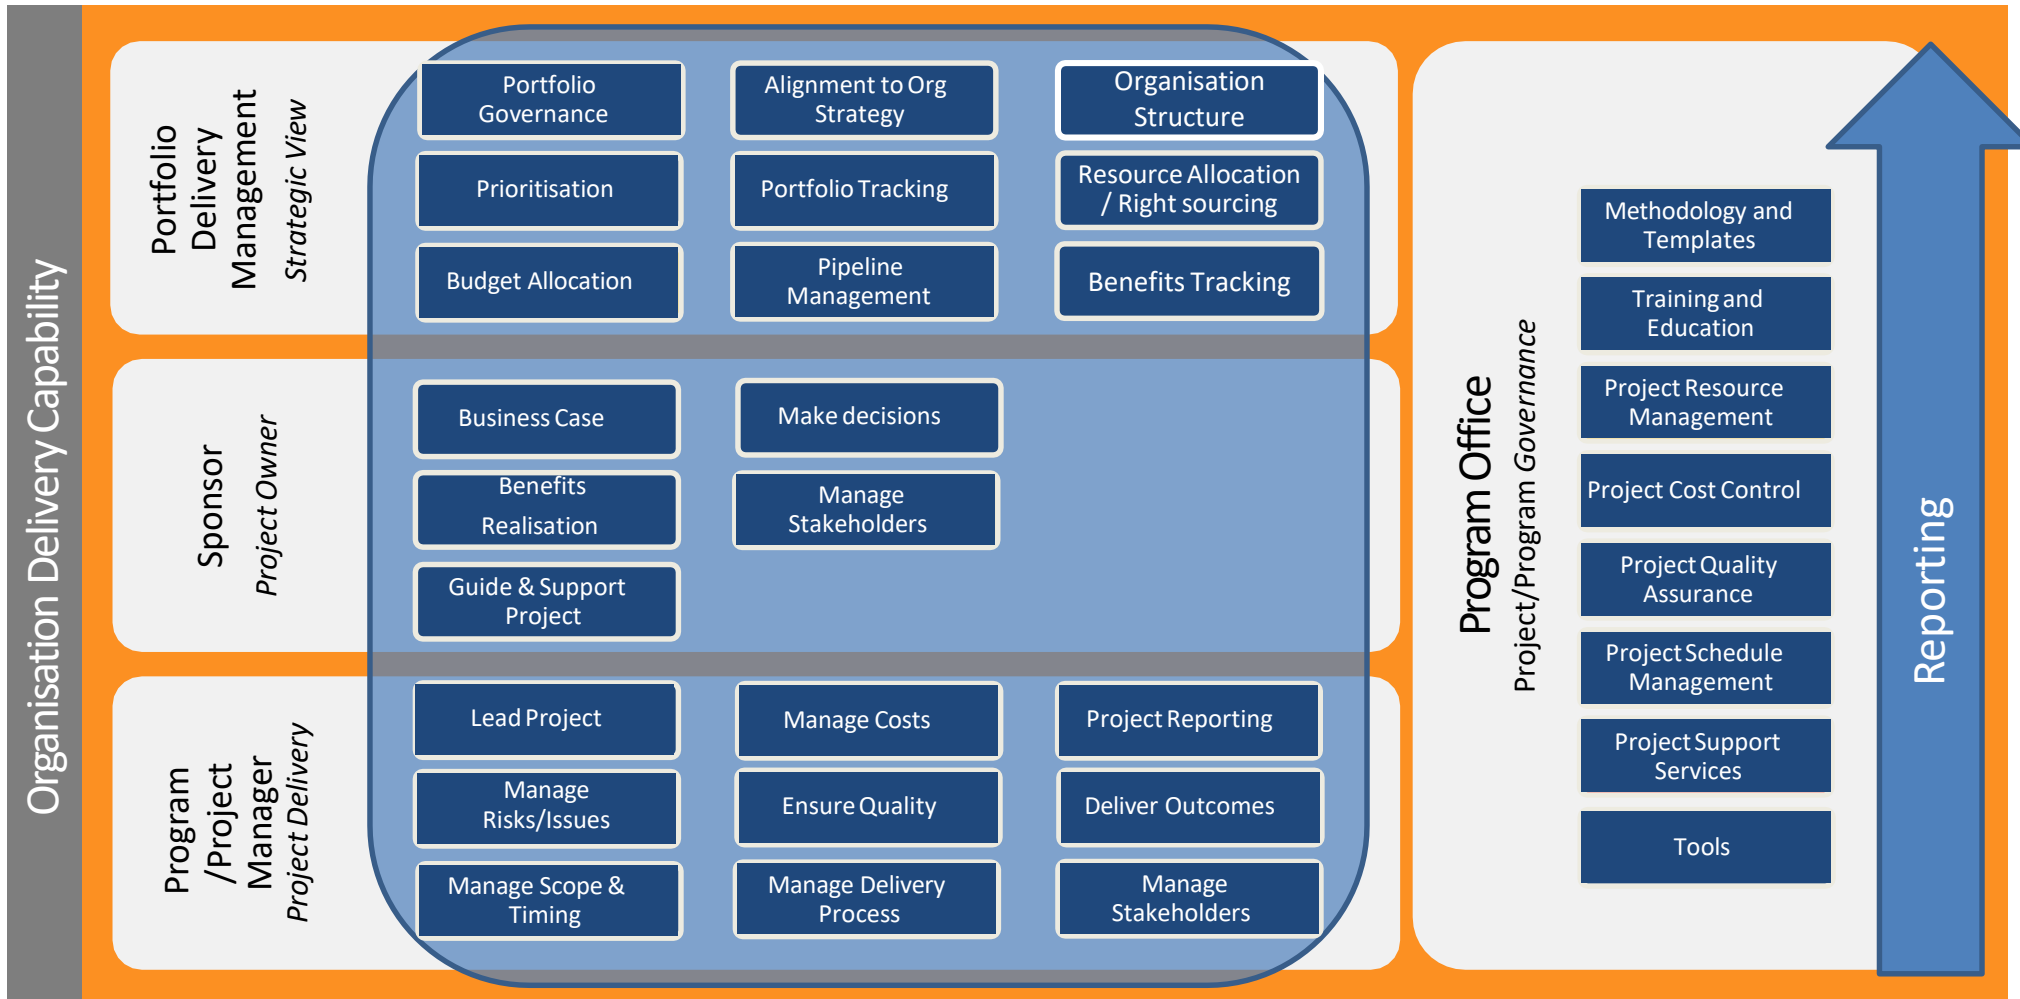 Organisation Delivery Capability
Portfolio
Delivery
Management
Strategic View
Portfolio
Governance
Alignment to Org
Strategy
Organisation
Structure
Prioritisation
Portfolio Tracking
Resource Allocation
/ Right sourcing
Budget Allocation
Pipeline
Management
Benefits Tracking
Sponsor
Project Owner
Business Case
Make decisions
Benefits
Realisation
Manage
Stakeholders
Guide & Support
Project
Program
/Project
Manager
Project Delivery
Lead Project
Manage Costs
Project Reporting
Manage
Risks/Issues
Ensure Quality
Deliver Outcomes
Manage Scope &
Timing
Manage Delivery
Process
Manage
Stakeholders
Program Office
Project/Program Governance
Methodology and
Templates
Training and
Education
Project Resource
Management
Project Cost Control
Project Quality
Assurance
Project Schedule
Management
Project Support
Services
Tools
Reporting